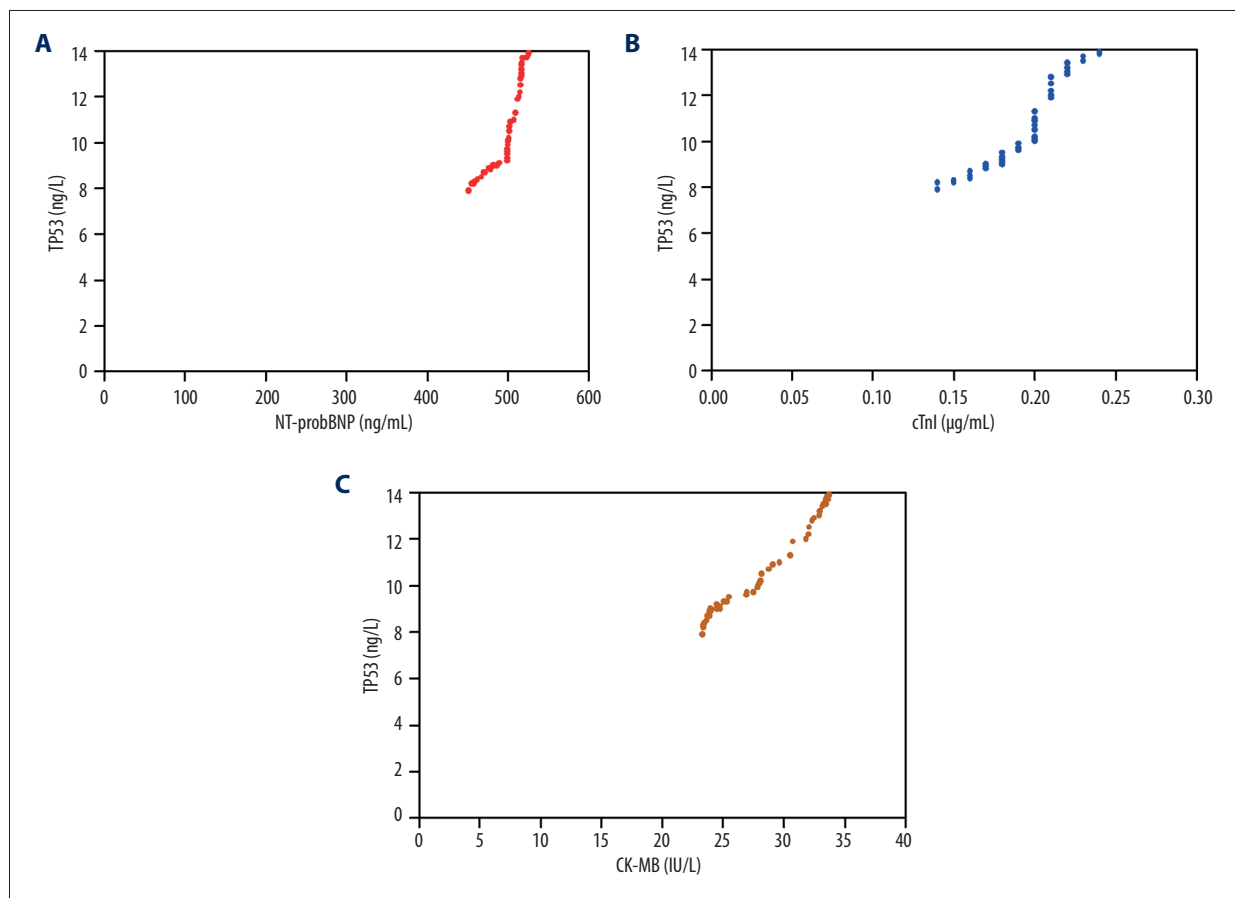 A
14
12
10
8
6
4
2
0
TP53 (ng/L)
0 100 200 300 400 500 600
NT-probBNP (ng/mL)
B
14
12
10
8
6
4
2
0
TP53 (ng/L)
0.00 0.05 0.10 0.15 0.20 0.25 0.30
cTnI (µg/mL)
C
14
12
10
8
6
4
2
0
TP53 (ng/L)
0 5 10 15 20 25 30 35 40
CK-MB (IU/L)